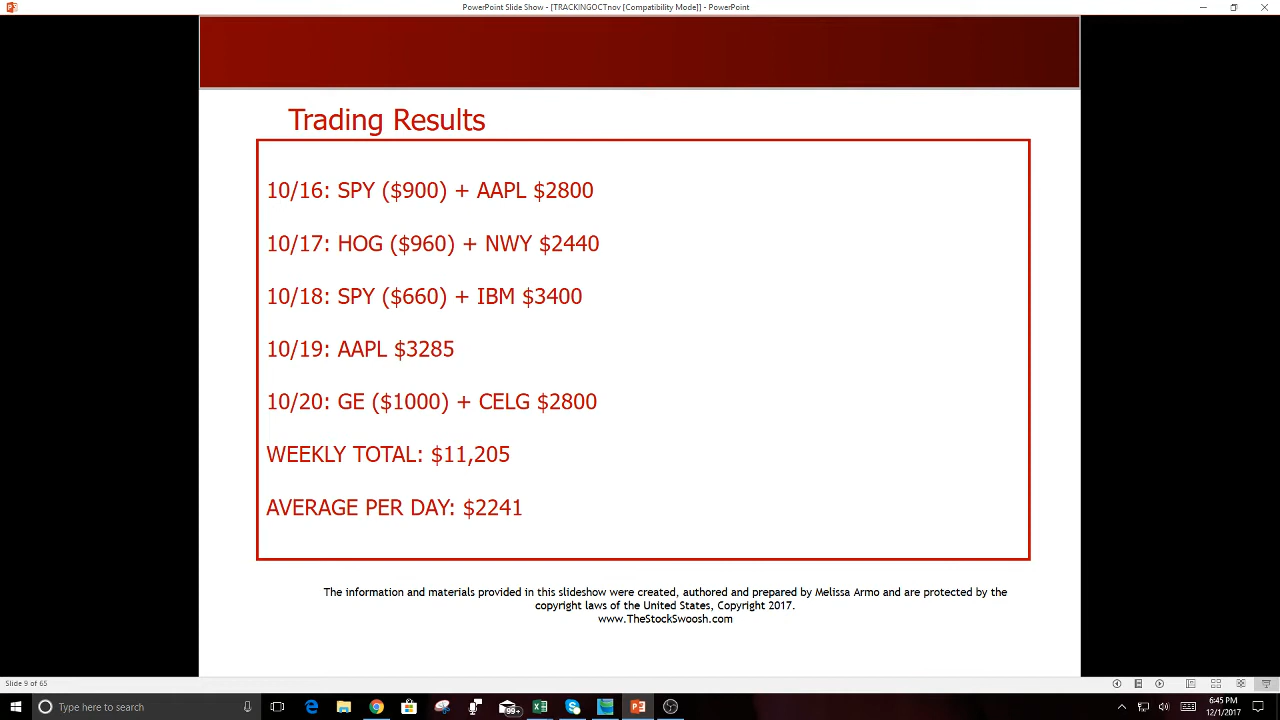 PowerPoint Slide Show - [TRACKINGOCTnov [Compatibility Mode]] - PowerPoint
Trading Results
10/16: SPY ($900) + AAPL $2800
10/17: HOG ($960) + NWY $2440
10/18: SPY ($660) + IBM $3400
10/19: AAPL $3285
10/20: GE ($1000) + CELG $2800
WEEKLY TOTAL: $11,205
AVERAGE PER DAY: $2241
The information and materials provided in this slideshow were created, authored and prepared by Melissa Armo and are protected by the
copyright laws of the United States, Copyright 2017.
www.TheStockSwoosh.com
Slide 9 of 65
Type here to search
99+
6:45 PM
12/1/2017